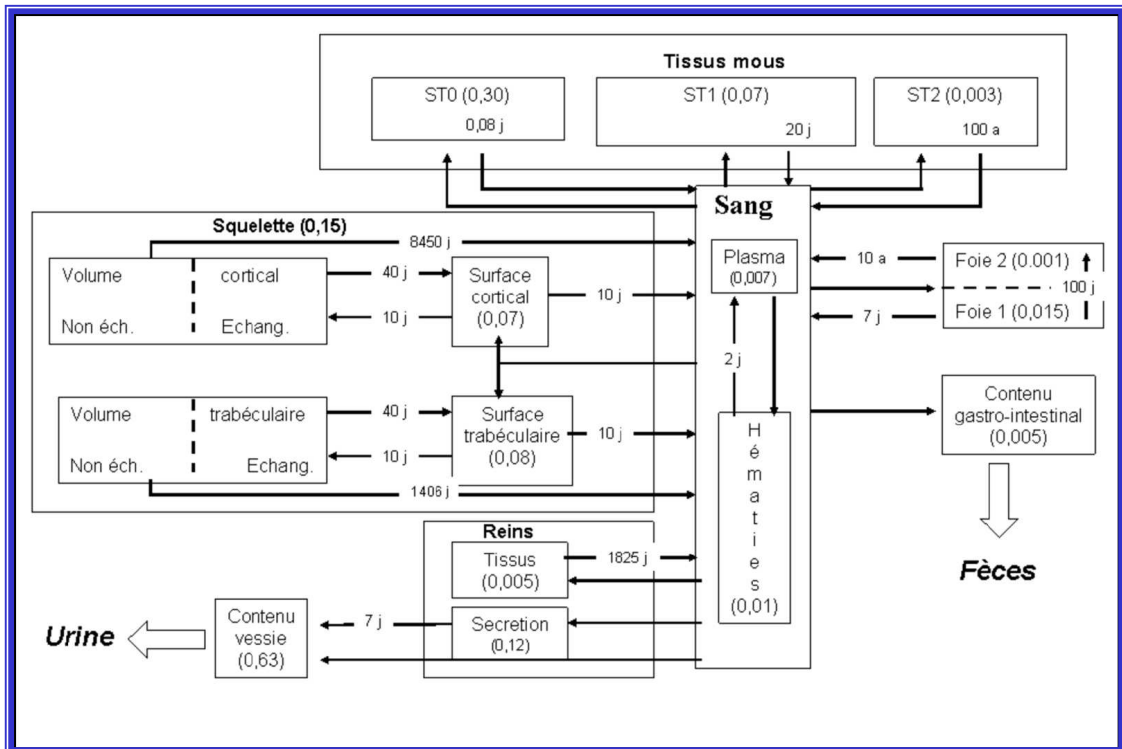 Tissus mous
ST0 (0,30)
0,08 j
ST1 (0,07)
20 j
ST2 (0,003)
100 a
Sang
Squelette (0,15)
8450 j
Volume
cortical
Non éch.
Echang.
40 j
10 j
Surface
cortical
(0,07)
10 j
Plasma
(0,007)
10 a
Foie 2 (0.001)
100 j
Foie 1 (0,015)
7 j
2 j
Volume
trabéculaire
Non éch.
Echang.
40 j
10 j
Surface
trabéculaire
(0,08)
10 j
1406 j
Hématies
(0,01)
Contenu
gastro-intestinal
(0,005)
Fèces
Reins
Tissus
(0,005)
1825 j
Secretion
(0,12)
7 j
Contenu
vessie
(0,63)
Urine